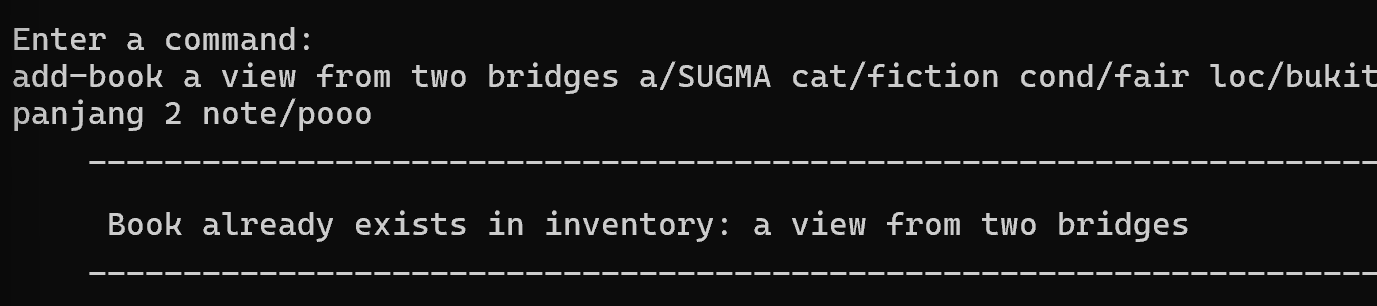 Enter a command:
add-book a view from two bridges a/SUGMA cat/fiction cond/fair loc/bukit
panjang 2 note/pooo
Book already exists in inventory: a view from two bridges